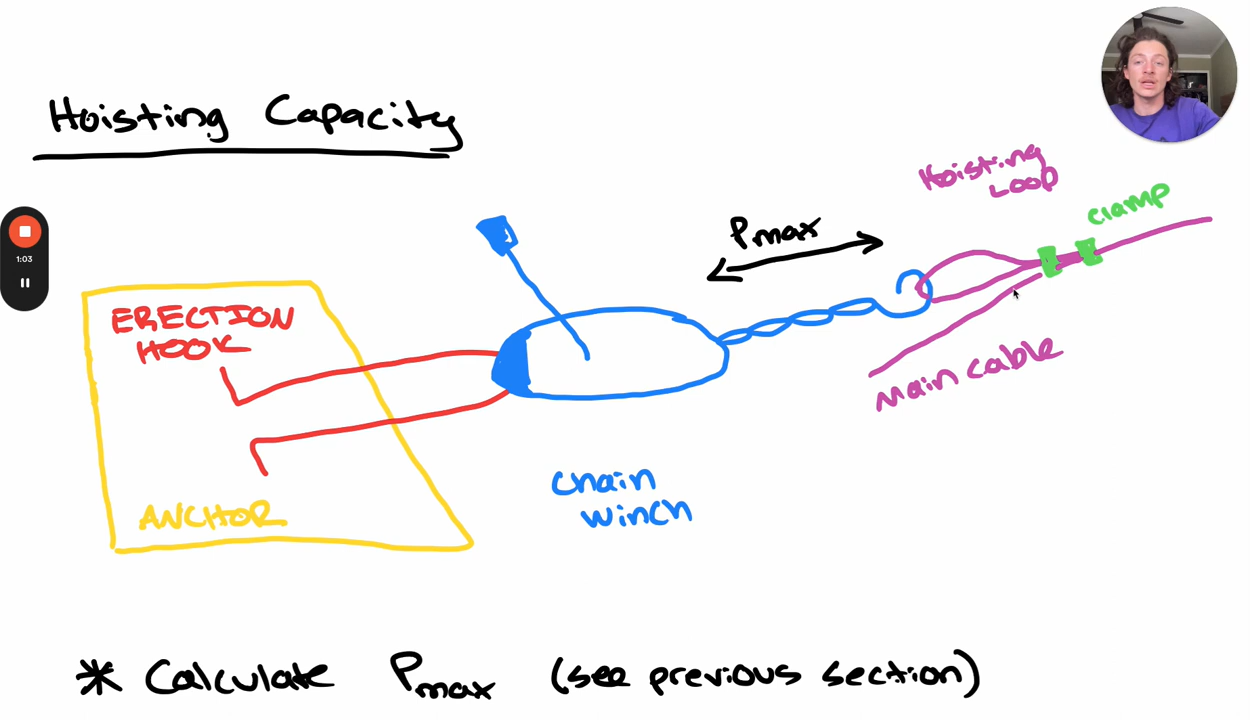 Hoisting Capacity
Hoisting
Loop
Clamp
Pmax
1:03
ERECTION
HOOK
Main cable
Chain
Winch
ANCHOR
* Calculate Pmax (see previous section)